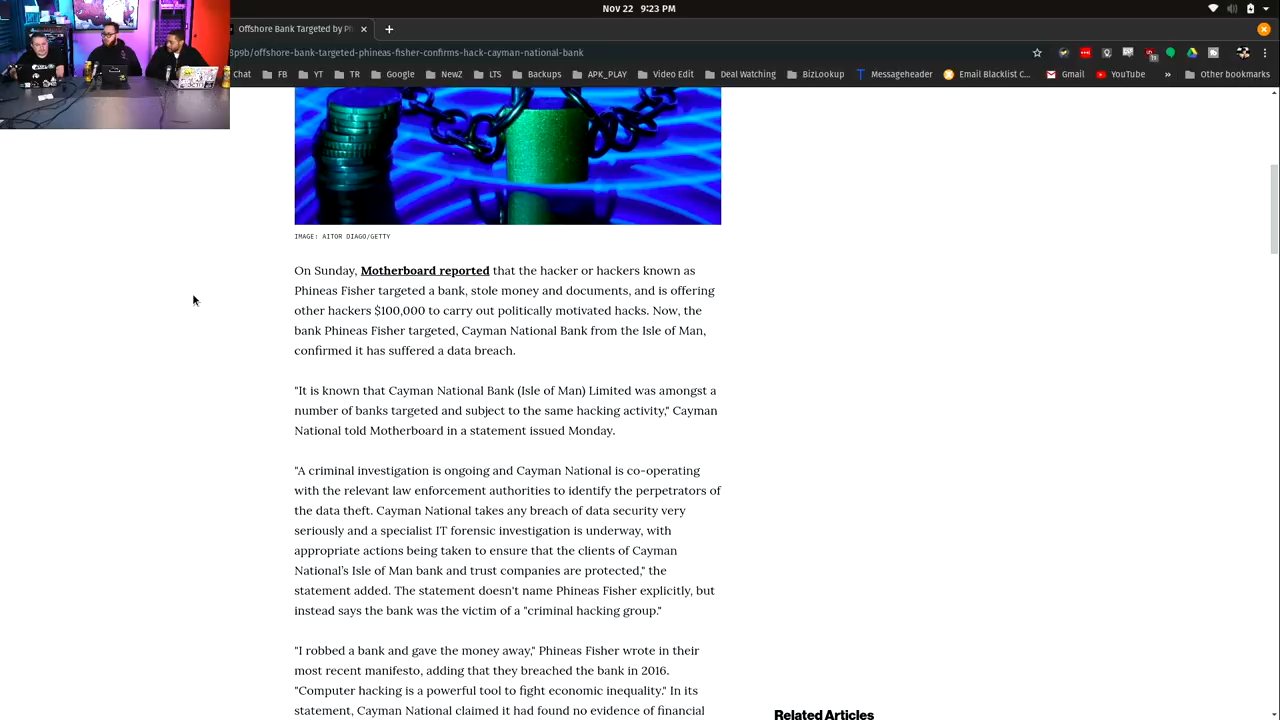 Nov 22 9:23 PM
Offshore Bank Targeted by Ph
8p9b/offshore-bank-targeted-phineas-fisher-confirms-hack-cayman-national-bank
Chat FB YT TR Google NewZ LTS Backups APK_PLAY Co Edit Deal Watching BizLookup MessageHeader Email Blacklist C... Gmail YouTube » Other bookmarks
IMAGE: AITOR DIAGO/GETTY
On Sunday, Motherboard reported that the hacker or hackers known as
Phineas Fisher targeted a bank, stole money and documents, and is offering
other hackers $100,000 to carry out politically motivated hacks. Now, the
bank Phineas Fisher targeted, Cayman National Bank from the Isle of Man,
confirmed it has suffered a data breach.
"It is known that Cayman National Bank (Isle of Man) Limited was amongst a
number of banks targeted and subject to the same hacking activity," Cayman
National told Motherboard in a statement issued Monday.
"A criminal investigation is ongoing and Cayman National is co-operating
with the relevant law enforcement authorities to identify the perpetrators of
the data theft. Cayman National takes any breach of data security very
seriously and a specialist IT forensic investigation is underway, with
appropriate actions being taken to ensure that the clients of Cayman
National's Isle of Man bank and trust companies are protected," the
statement added. The statement doesn't name Phineas Fisher explicitly, but
instead says the bank was the victim of a "criminal hacking group."
"I robbed a bank and gave the money away," Phineas Fisher wrote in their
most recent manifesto, adding that they breached the bank in 2016.
"Computer hacking is a powerful tool to fight economic inequality." In its
statement, Cayman National claimed it had found no evidence of financial
Related Articles